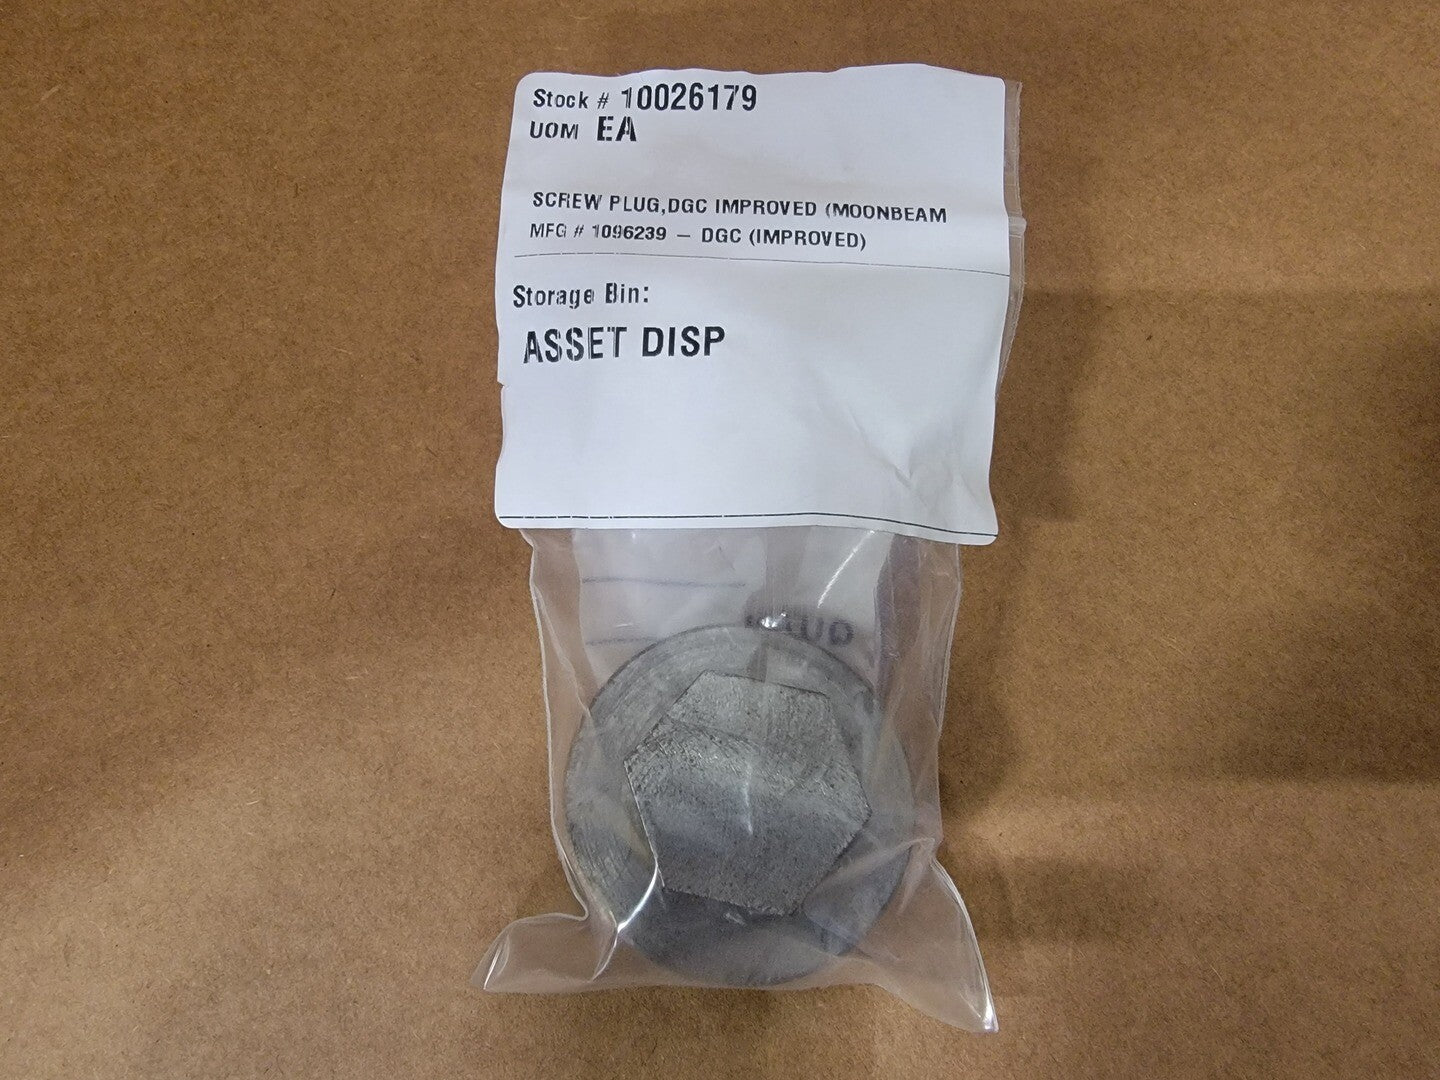 Stock # 10026179
UOM EA
SCREW PLUG,DGC IMPROVED (MOONBEAM
MFG # 1096239 – DGC (IMPROVED)
Storage Bin:
ASSET DISP